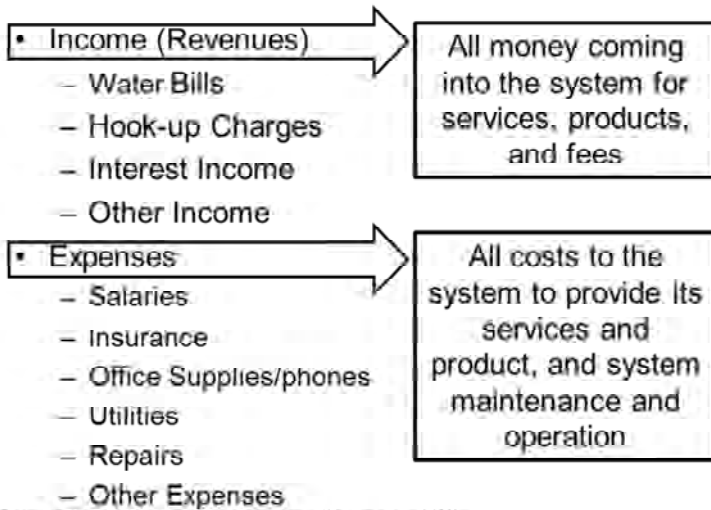 • Income (Revenues)
– Water Bills
– Hook-up Charges
– Interest Income
– Other Income
All money coming
into the system for
services, products,
and fees
• Expenses
– Salaries
– Insurance
– Office Supplies/phones
– Utilities
– Repairs
– Other Expenses
All costs to the
system to provide its
services and
product, and system
maintenance and
operation